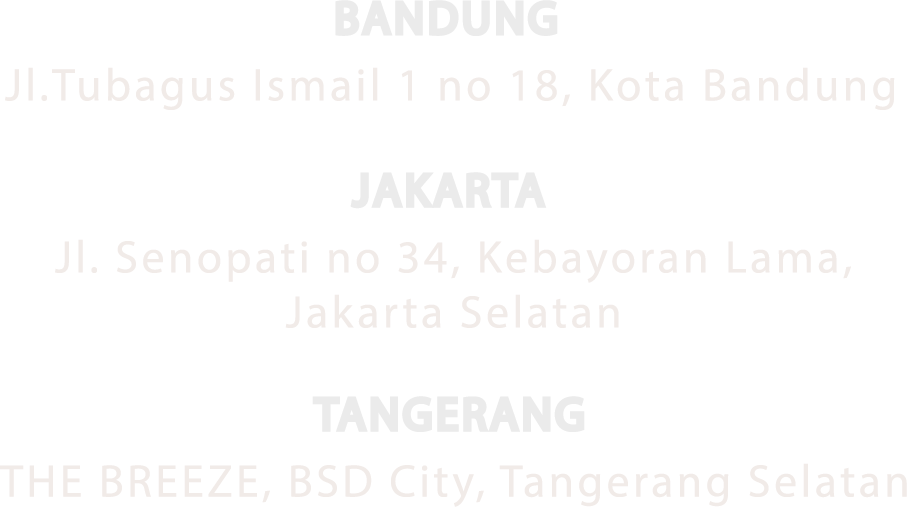 BANDUNG
Jl.Tubagus Ismail 1 no 18, Kota Bandung
JAKARTA
Jl. Senopati no 34, Kebayoran Lama,
Jakarta Selatan
TANGERANG
THE BREEZE, BSD City, Tangerang Selatan